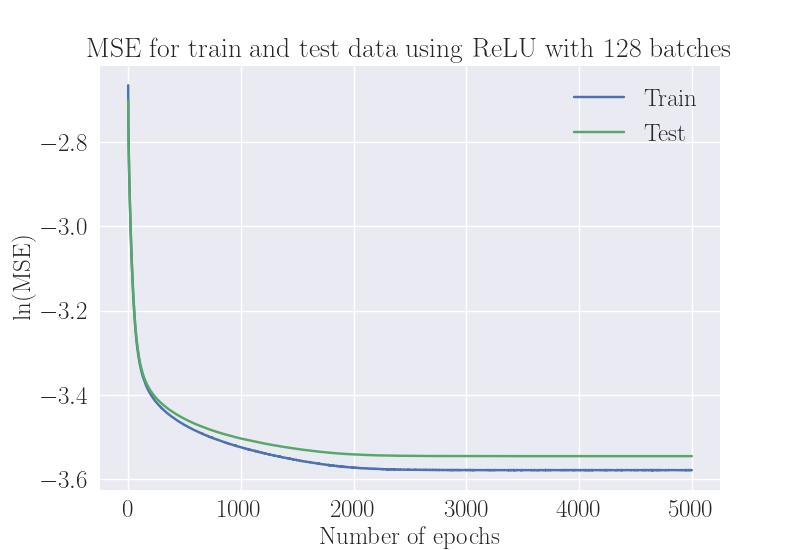 MSE for train and test data using ReLU with 128 batches
Train
Test
ln(MSE)
−2.8
−3.0
−3.2
−3.4
−3.6
0 1000 2000 3000 4000 5000
Number of epochs